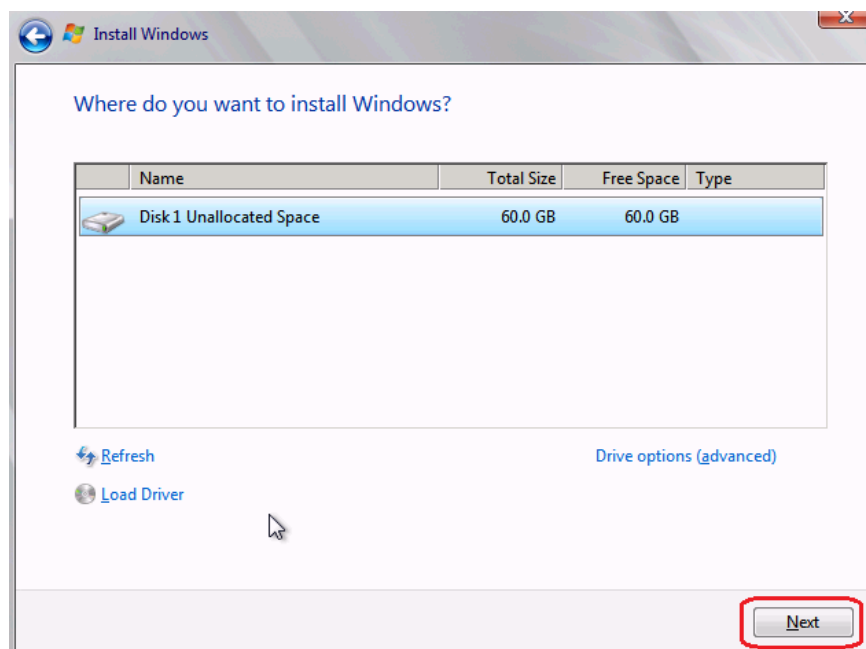 Install Windows
Where do you want to install Windows?
Name Total Size Free Space Type
Disk 1 Unallocated Space 60.0 GB 60.0 GB
Refresh Drive options (advanced)
Load Driver
Next